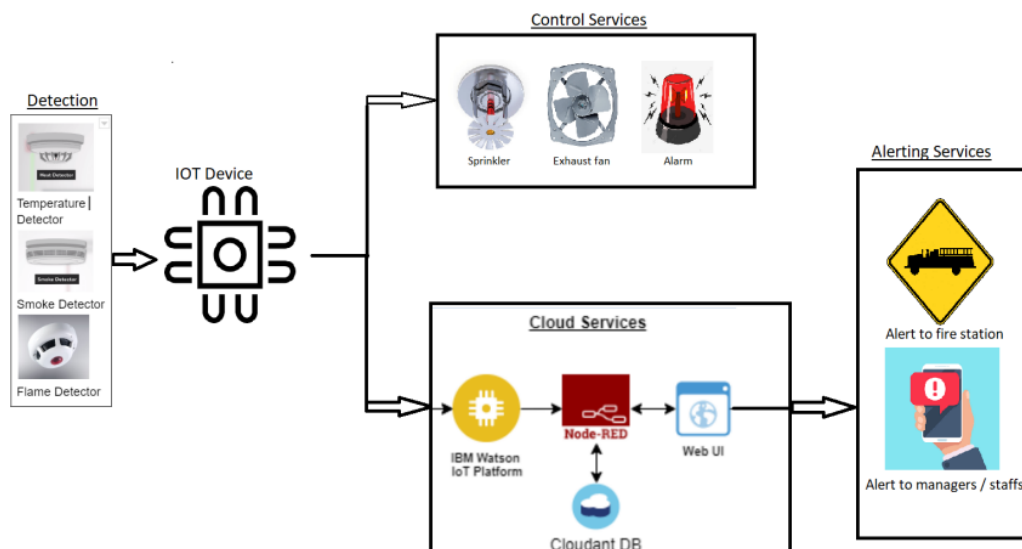 Control Services
Sprinkler
Exhaust fan
Alarm
Detection
Heat Detector
Temperature
Detector
Smoke Detector
Smoke Detector
Flame Detector
IOT Device
Cloud Services
IBM Watson
IoT Platform
Node-RED
Web UI
Cloudant DB
Alerting Services
Alert to fire station
Alert to managers / staffs